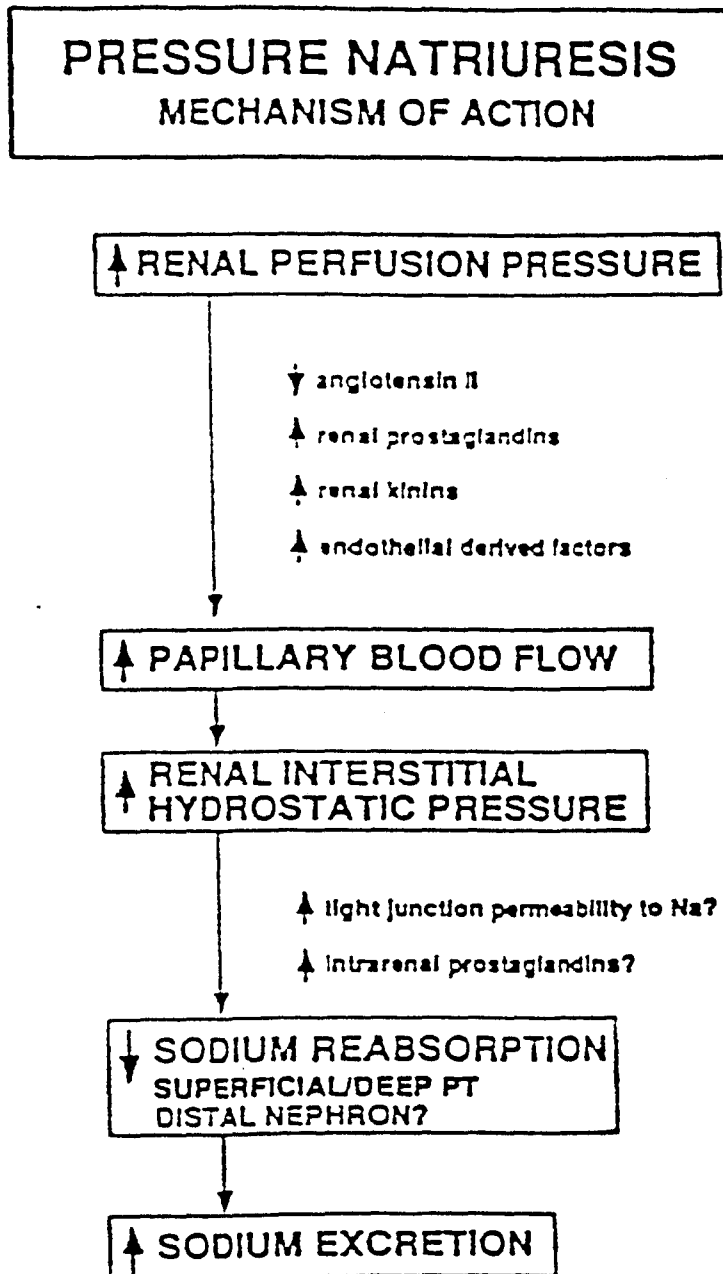 PRESSURE NATRIURESIS
MECHANISM OF ACTION
↑ RENAL PERFUSION PRESSURE
↓ angiotensin II
↑ renal prostaglandins
↑ renal kinins
↑ endothelial derived factors
↑ PAPILLARY BLOOD FLOW
↑ RENAL INTERSTITIAL
HYDROSTATIC PRESSURE
↑ tight junction permeability to Na?
↑ intrarenal prostaglandins?
↓ SODIUM REABSORPTION
SUPERFICIAL/DEEP PT
DISTAL NEPHRON?
↑ SODIUM EXCRETION